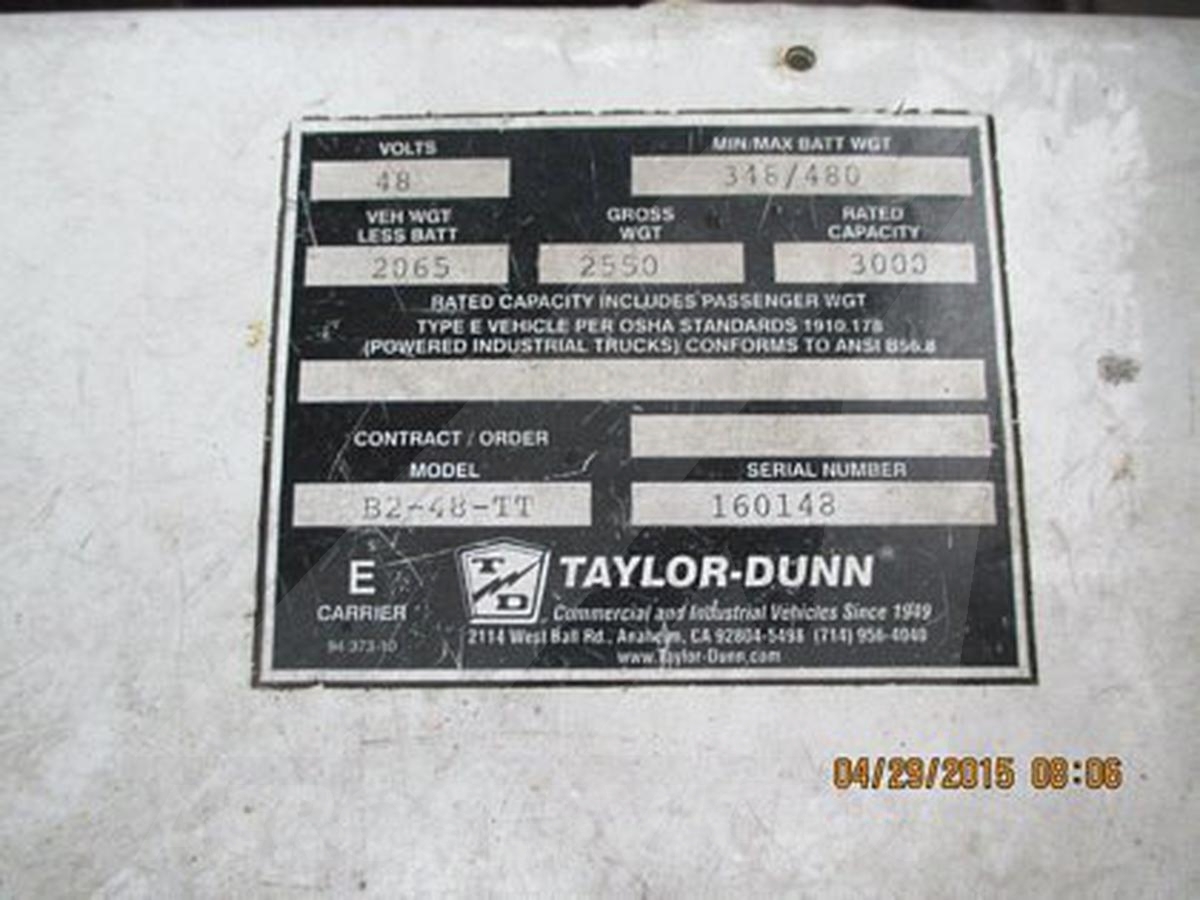 VOLTS
MIN/MAX BATT WGT
48
346/480
VEH WGT
LESS BATT
GROSS
WGT
RATED
CAPACITY
2065
2550
3000
RATED CAPACITY INCLUDES PASSENGER WGT
TYPE E VEHICLE PER OSHA STANDARDS 1910.178
(POWERED INDUSTRIAL TRUCKS) CONFORMS TO ANSI B56.8
CONTRACT / ORDER
MODEL
SERIAL NUMBER
B2-48-TT
160148
E
CARRIER
94-373-10
TD
TAYLOR-DUNN®
Commercial and Industrial Vehicles Since 1949
2114 West Ball Rd., Anaheim, CA 92804-5498 (714) 956-4040
www.Taylor-Dunn.com
04/29/2015 08:06